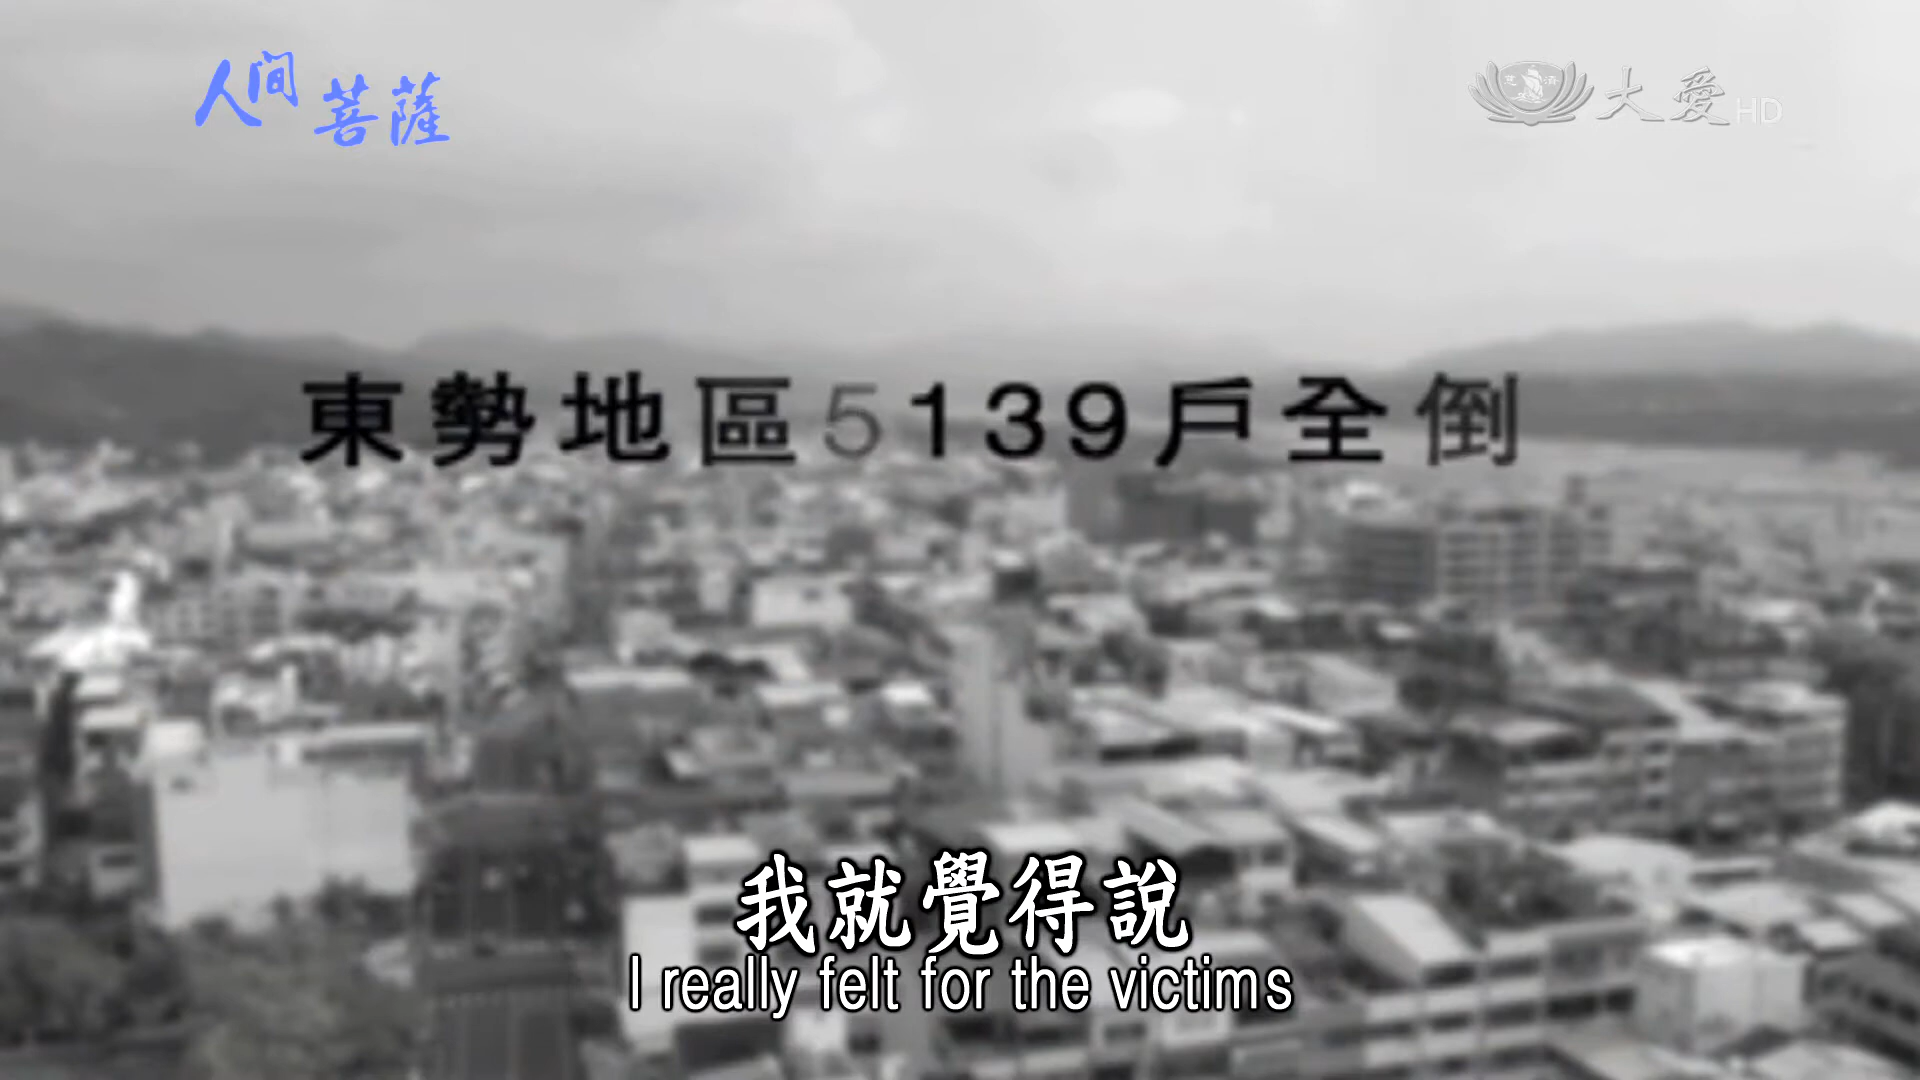 人間菩薩
大愛HD
東勢地區5139戶全倒
我就覺得說
I really felt for the victims